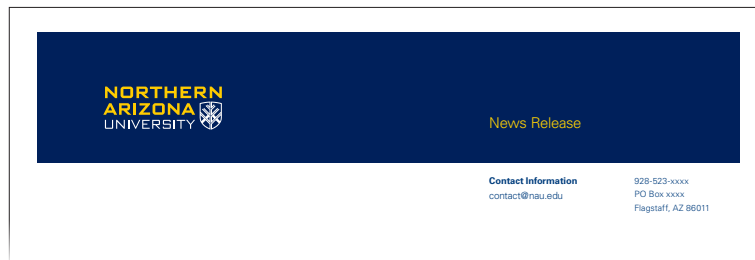 NORTHERN
ARIZONA
UNIVERSITY
News Release
Contact Information
contact@nau.edu
928-523-xxxx
PO Box xxxx
Flagstaff, AZ 86011